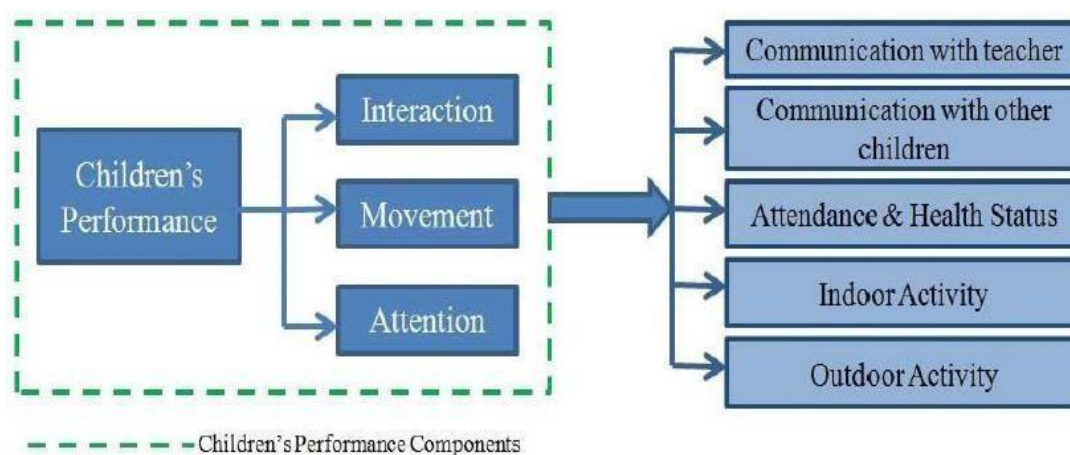 Children's
Performance
Interaction
Movement
Attention
Communication with teacher
Communication with other
children
Attendance & Health Status
Indoor Activity
Outdoor Activity
Children's Performance Components